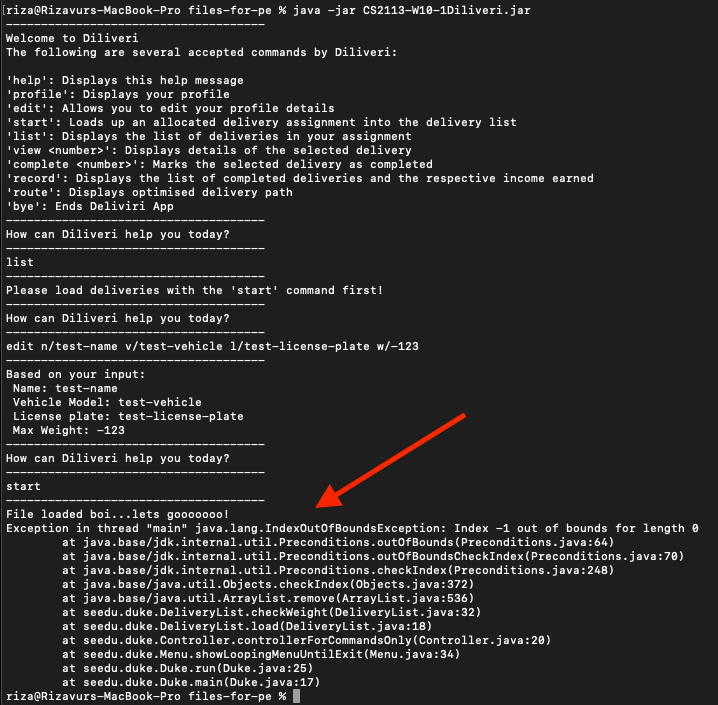 riza@Rizavurs-MacBook-Pro files-for-pe % java -jar CS2113-W10-1Diliveri.jar
-------------------------------------
Welcome to Diliveri
The following are several accepted commands by Diliveri:
'help': Displays this help message
'profile': Displays your profile
'edit': Allows you to edit your profile details
'start': Loads up an allocated delivery assignment into the delivery list
'list': Displays the list of deliveries in your assignment
'view <number>': Displays details of the selected delivery
'complete <number>': Marks the selected delivery as completed
'record': Displays the list of completed deliveries and the respective income earned
'route': Displays optimised delivery path
'bye': Ends Deliviri App
-------------------------------------
How can Diliveri help you today?
-------------------------------------
list
-------------------------------------
Please load deliveries with the 'start' command first!
-------------------------------------
How can Diliveri help you today?
-------------------------------------
edit n/test-name v/test-vehicle l/test-license-plate w/-123
-------------------------------------
Based on your input:
 Name: test-name
 Vehicle Model: test-vehicle
 License plate: test-license-plate
 Max Weight: -123
-------------------------------------
How can Diliveri help you today?
-------------------------------------
start
-------------------------------------
File loaded boi...lets gooooooo!
Exception in thread "main" java.lang.IndexOutOfBoundsException: Index -1 out of bounds for length 0
        at java.base/jdk.internal.util.Preconditions.outOfBounds(Preconditions.java:64)
        at java.base/jdk.internal.util.Preconditions.outOfBoundsCheckIndex(Preconditions.java:70)
        at java.base/jdk.internal.util.Preconditions.checkIndex(Preconditions.java:248)
        at java.base/java.util.Objects.checkIndex(Objects.java:372)
        at java.base/java.util.ArrayList.remove(ArrayList.java:536)
        at seedu.duke.DeliveryList.checkWeight(DeliveryList.java:32)
        at seedu.duke.DeliveryList.load(DeliveryList.java:18)
        at seedu.duke.Controller.controllerForCommandsOnly(Controller.java:20)
        at seedu.duke.Menu.showLoopingMenuUntilExit(Menu.java:34)
        at seedu.duke.Duke.run(Duke.java:25)
        at seedu.duke.Duke.main(Duke.java:17)
riza@Rizavurs-MacBook-Pro files-for-pe %